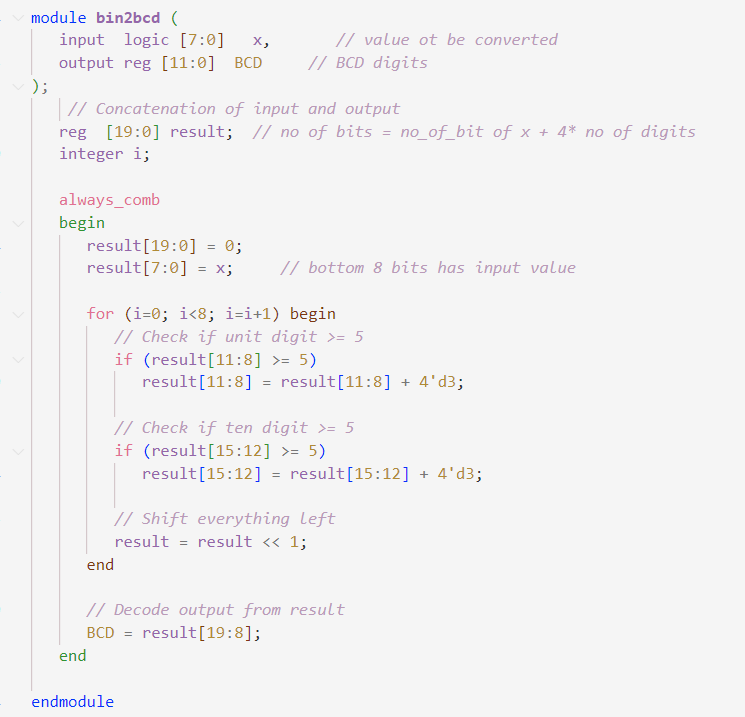 module bin2bcd (
input logic [7:0] x, // value ot be converted
output reg [11:0] BCD // BCD digits
);
// Concatenation of input and output
reg [19:0] result; // no of bits = no_of_bit of x + 4* no of digits
integer i;
always_comb
begin
result[19:0] = 0;
result[7:0] = x; // bottom 8 bits has input value
for (i=0; i<8; i=i+1) begin
// Check if unit digit >= 5
if (result[11:8] >= 5)
result[11:8] = result[11:8] + 4'd3;
// Check if ten digit >= 5
if (result[15:12] >= 5)
result[15:12] = result[15:12] + 4'd3;
// Shift everything left
result = result << 1;
end
// Decode output from result
BCD = result[19:8];
end
endmodule